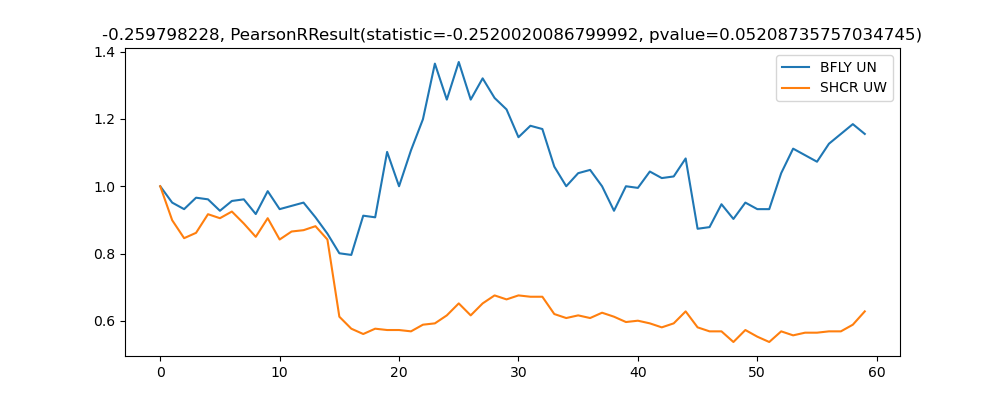 -0.259798228, PearsonRResult(statistic=-0.2520020086799992, pvalue=0.05208735757034745)
BFLY UN
SHCR UW
1.4
1.2
1.0
0.8
0.6
0 10 20 30 40 50 60